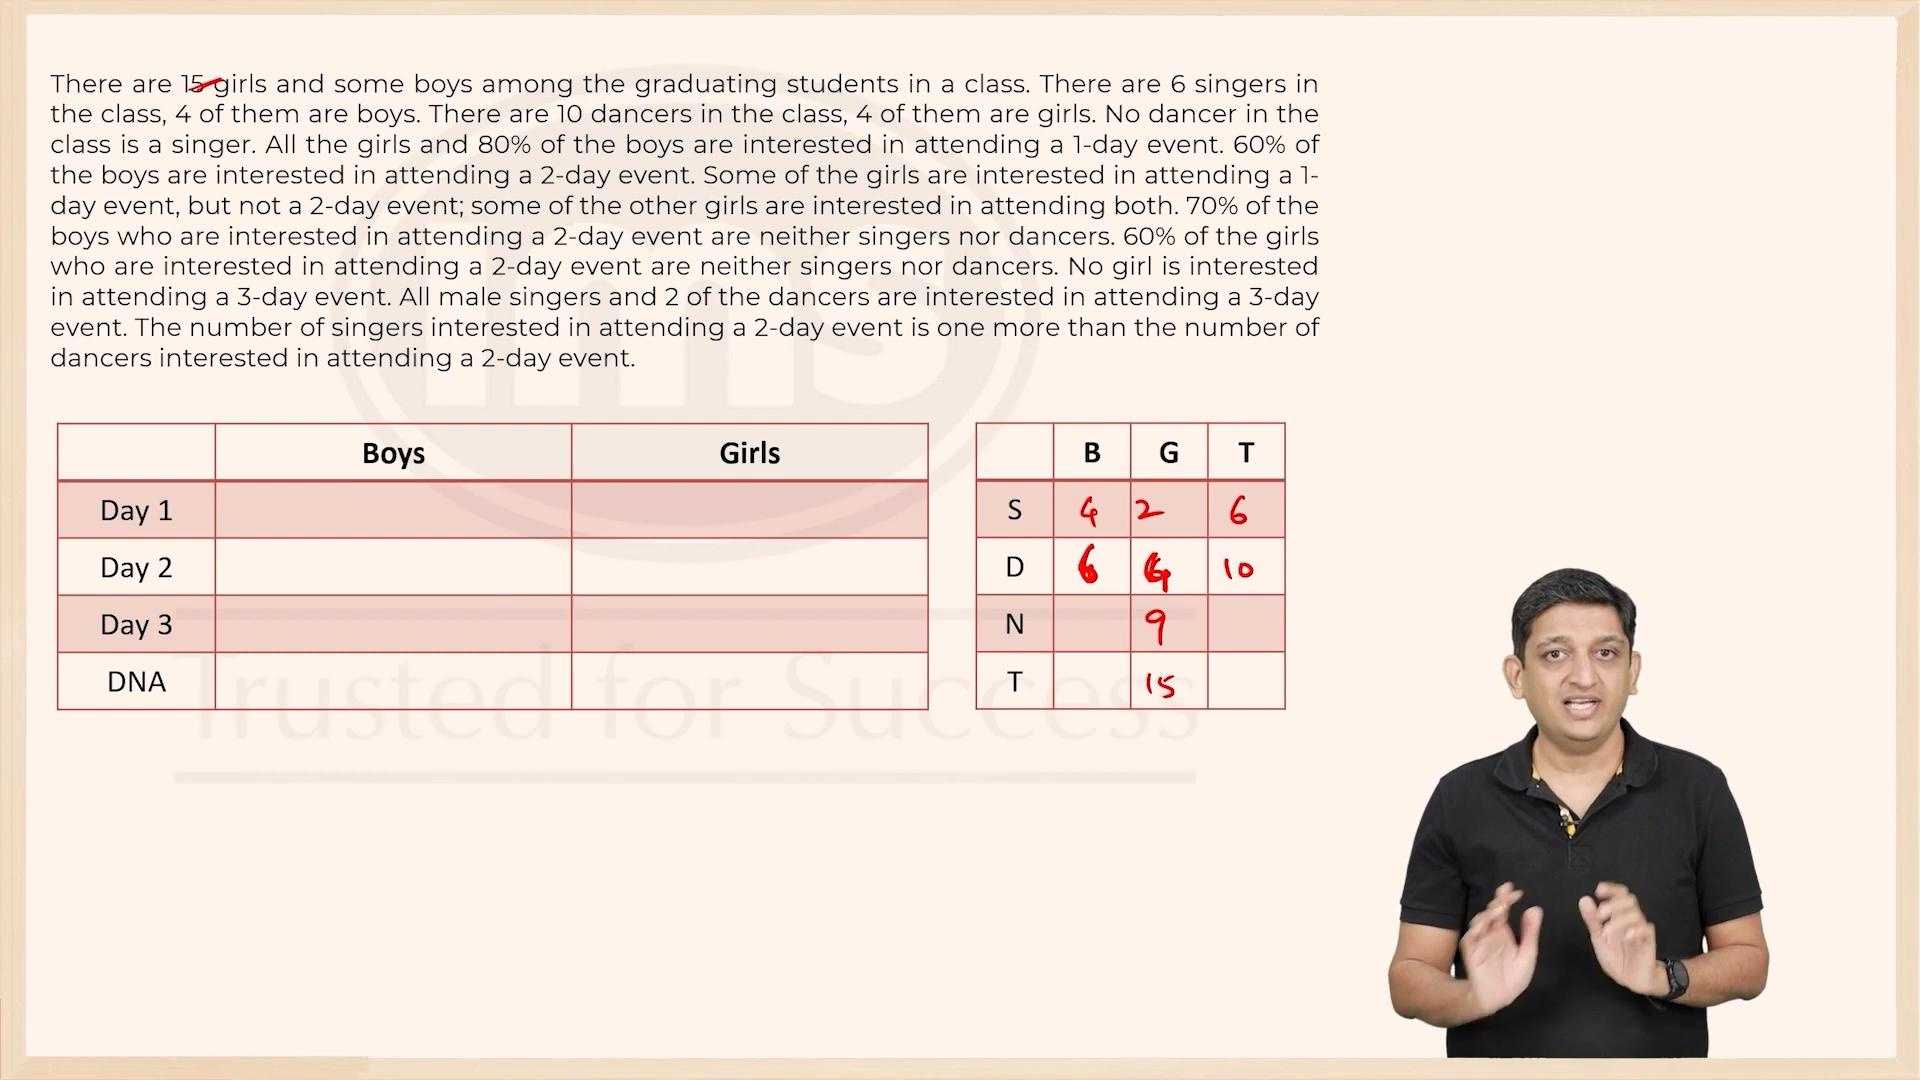 There are 15 girls and some boys among the graduating students in a class. There are 6 singers in
the class, 4 of them are boys. There are 10 dancers in the class, 4 of them are girls. No dancer in the
class is a singer. All the girls and 80% of the boys are interested in attending a 1-day event. 60% of
the boys are interested in attending a 2-day event. Some of the girls are interested in attending a 1-
day event, but not a 2-day event; some of the other girls are interested in attending both. 70% of the
boys who are interested in attending a 2-day event are neither singers nor dancers. 60% of the girls
who are interested in attending a 2-day event are neither singers nor dancers. No girl is interested
in attending a 3-day event. All male singers and 2 of the dancers are interested in attending a 3-day
event. The number of singers interested in attending a 2-day event is one more than the number of
dancers interested in attending a 2-day event.
Boys Girls
Day 1
Day 2
Day 3
DNA
B G T
S 4 2 6
D 6 4 10
N 9
T 15
ims
Trusted for Success